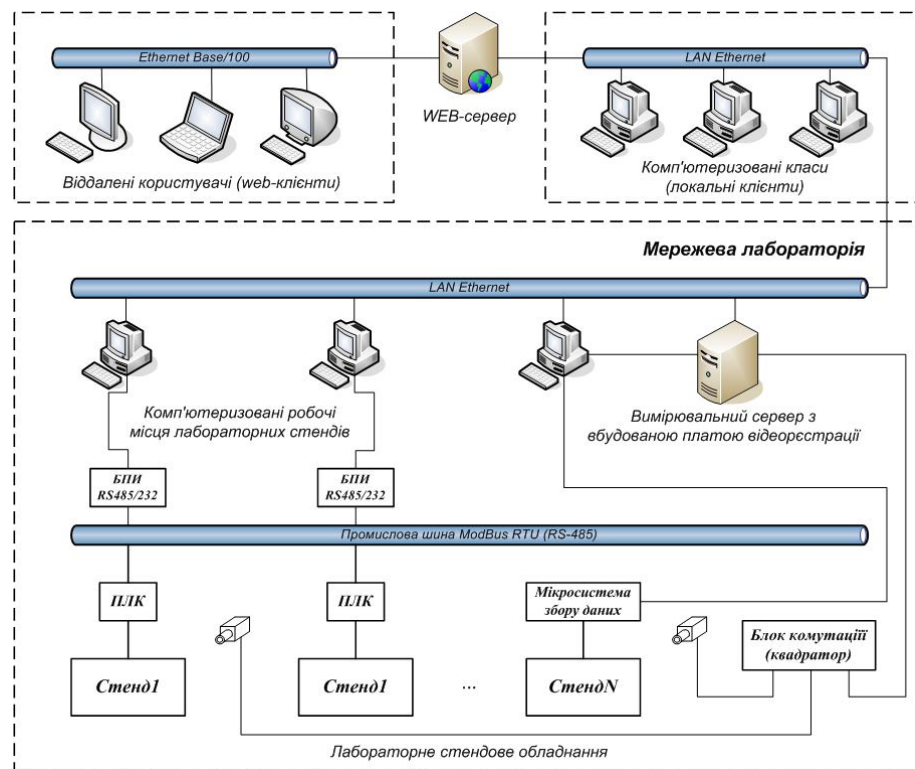 Ethernet Base/100
LAN Ethernet
WEB-сервер
Віддалені користувачі (web-клієнти)
Комп'ютеризовані класи
(локальні клієнти)
Мережева лабораторія
LAN Ethernet
Комп'ютеризовані робочі
місця лабораторних стендів
Вимірювальний сервер з
вбудованою платою відеорєстрації
БПИ
RS485/232
БПИ
RS485/232
Промислова шина ModBus RTU (RS-485)
ПЛК
ПЛК
Мікросистема
збору даних
Блок комутації
(квадратор)
Стенд1
Стенд1
...
СтендN
Лабораторне стендове обладнання